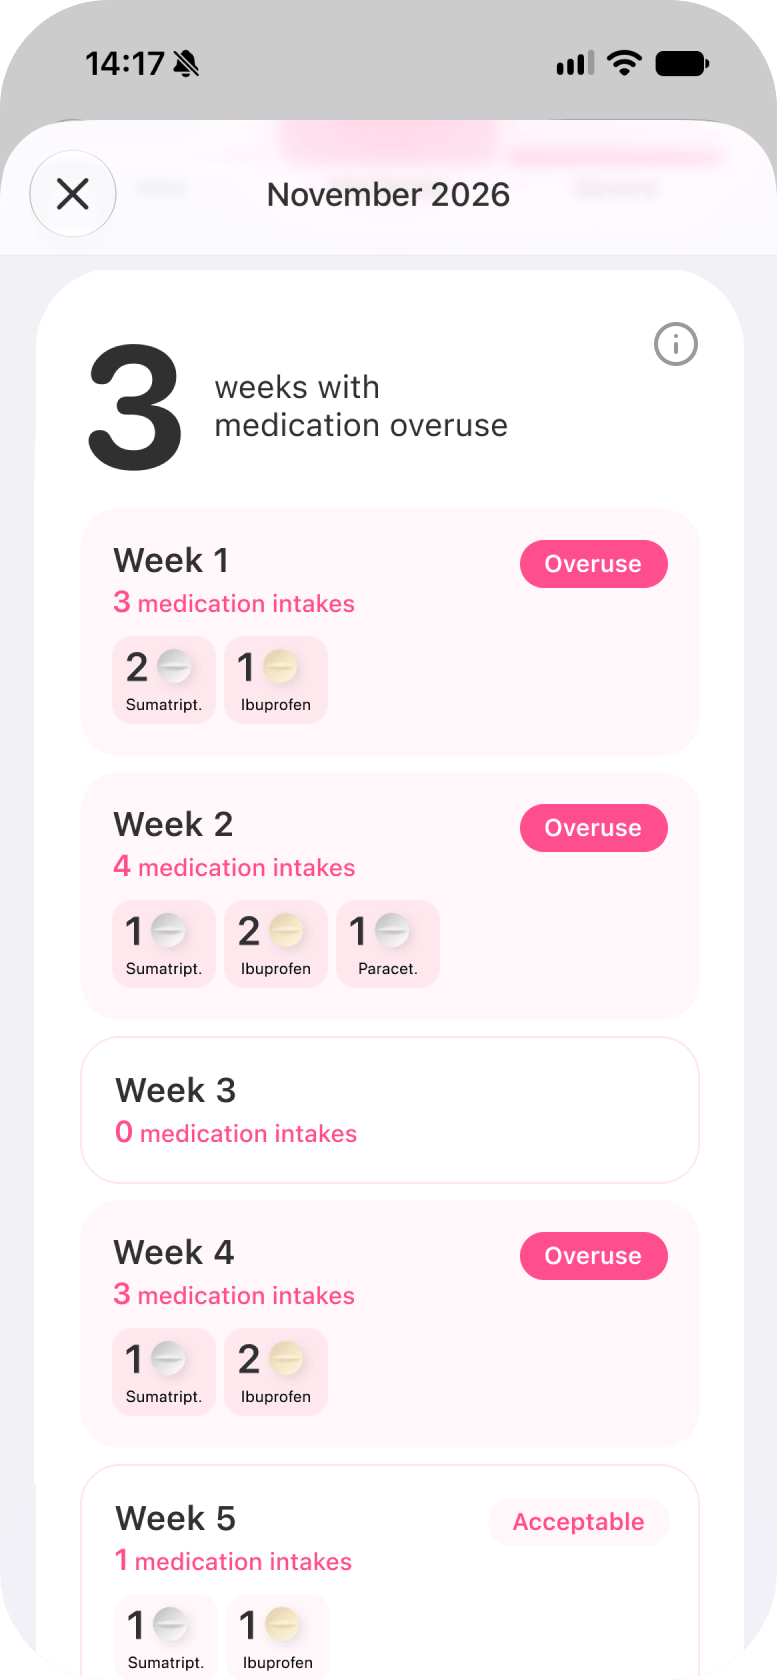 14:17
November 2026
3 weeks with
medication overuse
Week 1
Overuse
3 medication intakes
2
1
Sumatript.
Ibuprofen
Week 2
Overuse
4 medication intakes
1
2
1
Sumatript.
Ibuprofen
Paracet.
Week 3
0 medication intakes
Week 4
Overuse
3 medication intakes
1
2
Sumatript.
Ibuprofen
Week 5
Acceptable
1 medication intakes
1
1
Sumatript.
Ibuprofen